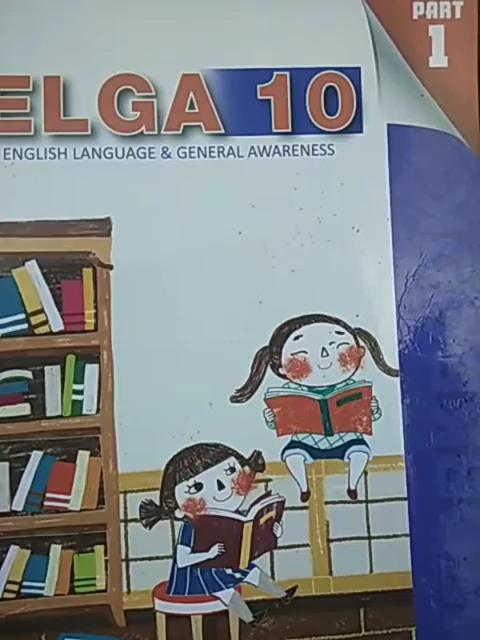 PART
1
ELGA 10
ENGLISH LANGUAGE & GENERAL AWARENESS